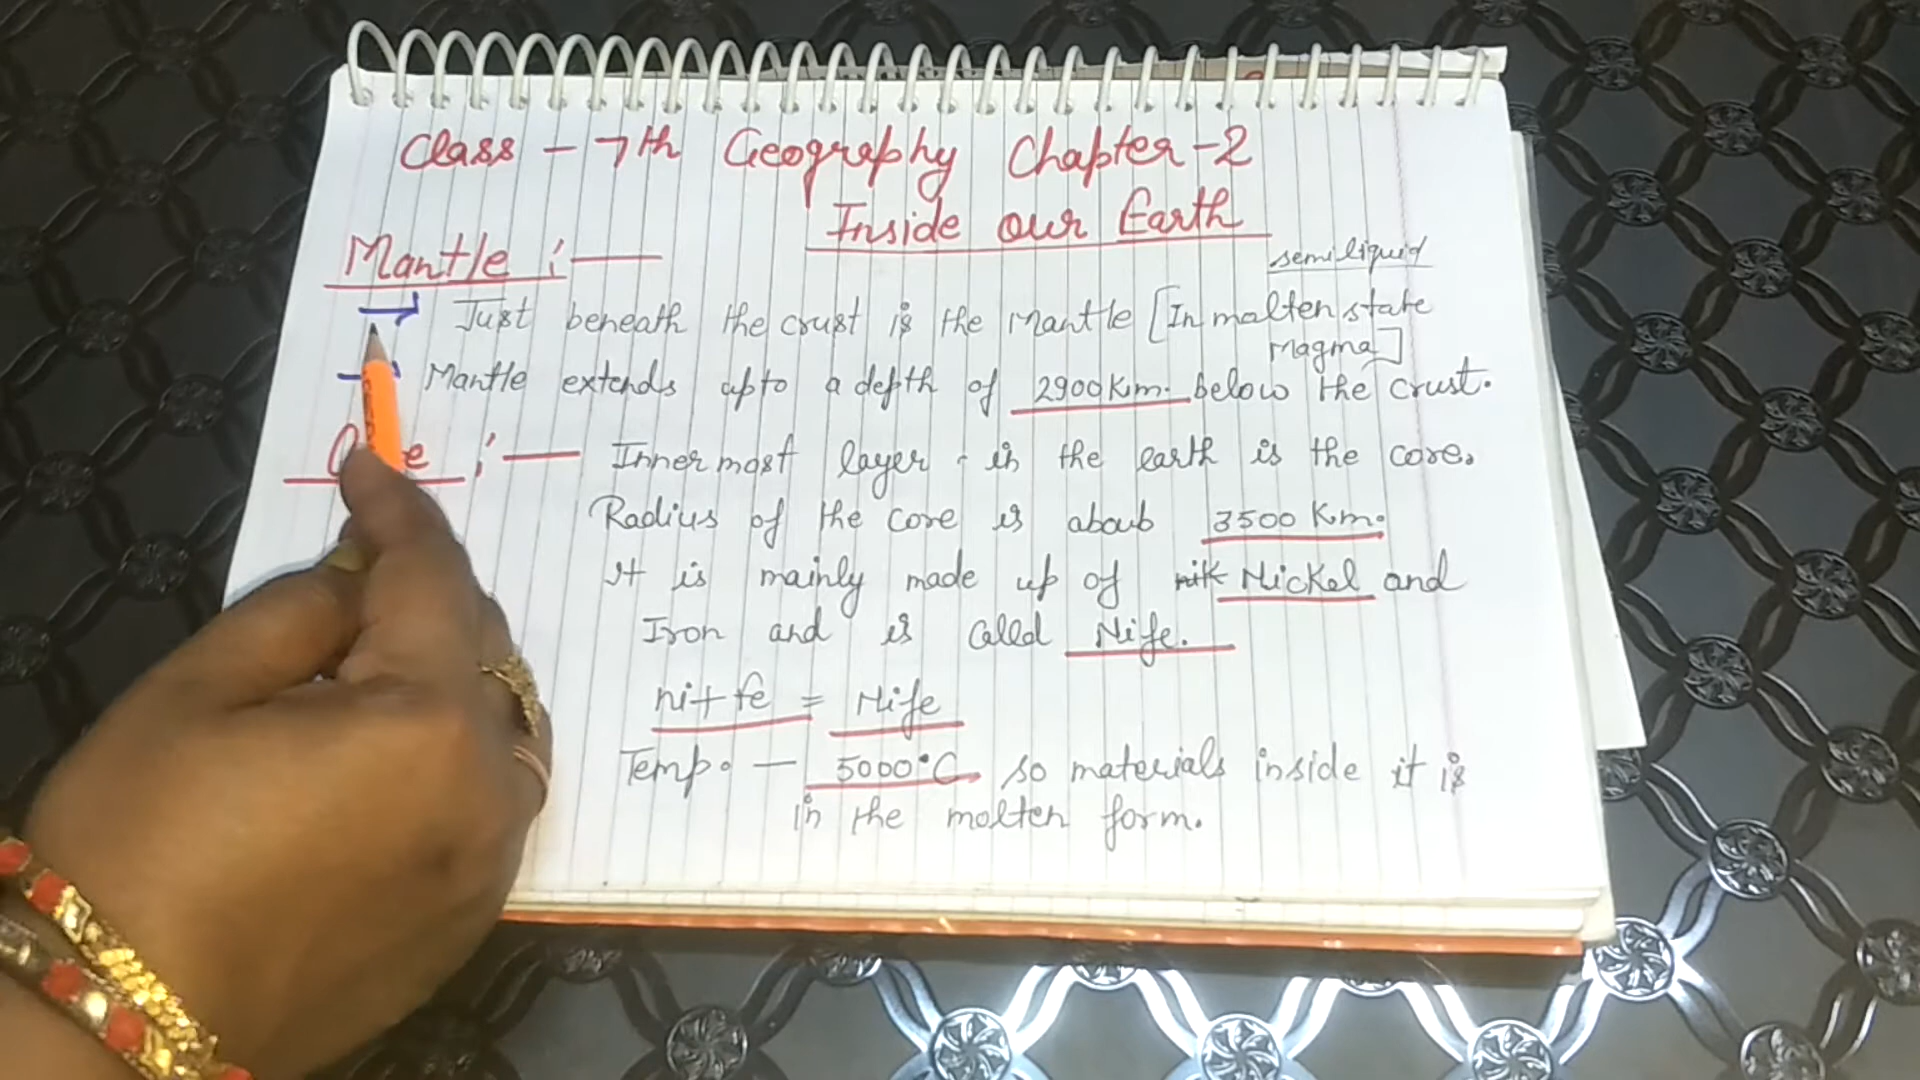 Class - 7th Geography Chapter-2
Inside our Earth
Mantle :—
semiliquid
→ Just beneath the crust is the Mantle [In molten state
Magma]
→ Mantle extends upto a depth of 2900 Km. below the crust.
Core :— Inner most layer in the earth is the core.
Radius of the core is about 3500 Km.
It is mainly made up of nik Nickel and
Iron and is called Nife.
ni+fe = Nife
Temp. — 5000°C so materials inside it is
in the molten form.